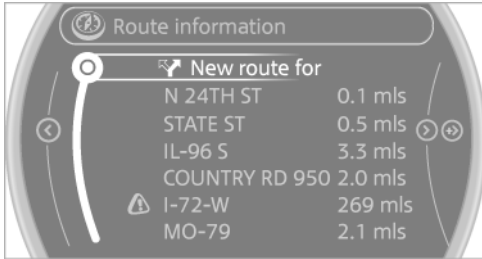 Route information
New route for
N 24TH ST 0.1 mls
STATE ST 0.5 mls
IL-96 S 3.3 mls
COUNTRY RD 950 2.0 mls
I-72-W 269 mls
MO-79 2.1 mls